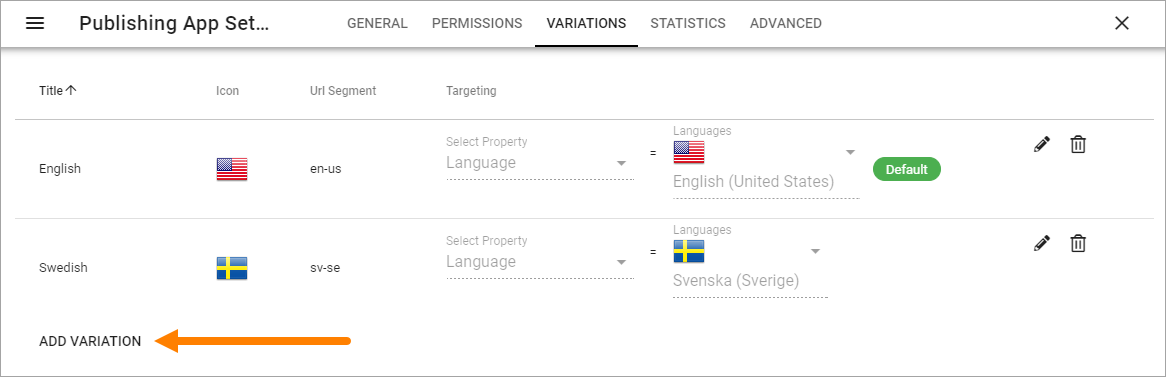 Publishing App Set... GENERAL PERMISSIONS VARIATIONS STATISTICS ADVANCED
Title Icon Url Segment Targeting
Select Property Languages
English en-us Language = English (United States) Default
Select Property Languages
Swedish sv-se Language = Svenska (Sverige)
ADD VARIATION